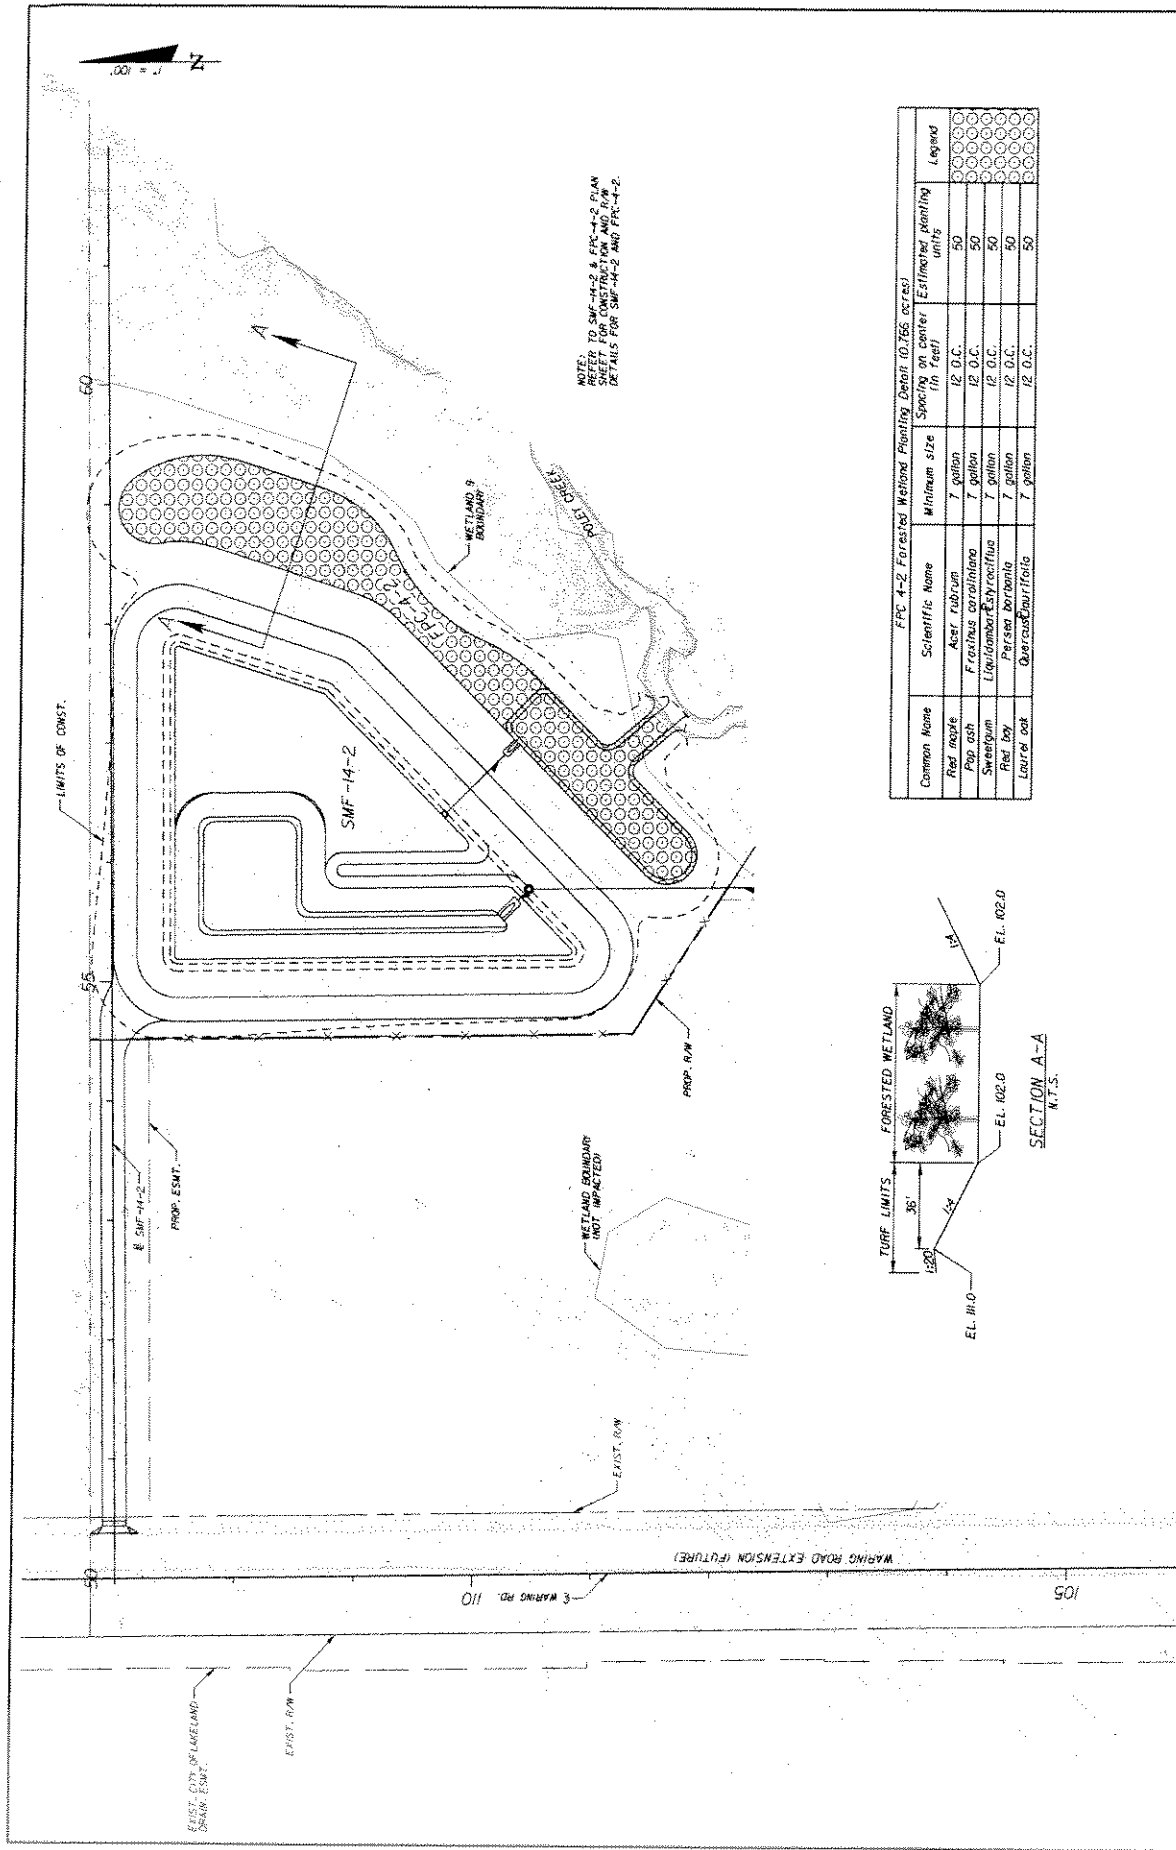 1" = 100'
N
LIMITS OF CONST.
60
A
55
50
SMF-14-2
FPC-4-2
WETLAND 9
BOUNDARY
POLEY CREEK
NOTE:
REFER TO SMF-14-2 & FPC-4-2 PLAN
SHEET FOR CONSTRUCTION AND R/W
DETAILS FOR SMF-14-2 AND FPC-4-2.
PROP. R/W
℄ SMF-14-2
PROP. ESMT.
WETLAND BOUNDARY
(NOT IMPACTED)
EXIST. R/W
WARING ROAD EXTENSION (FUTURE)
℄ WARING RD.
110
105
EXIST. R/W
EXIST. CITY OF LAKELAND
DRAIN. ESMT.
FPC 4-2 Forested Wetland Planting Detail (0.766 acres)
Common Name Scientific Name Minimum size Spacing on center (in feet) Estimated planting units Legend
Red maple Acer rubrum 7 gallon 12 O.C. 50
Pop ash Fraxinus caroliniana 7 gallon 12 O.C. 50
Sweetgum Liquidambar styraciflua 7 gallon 12 O.C. 50
Red bay Persea borbonia 7 gallon 12 O.C. 50
Laurel oak Quercus laurifolia 7 gallon 12 O.C. 50
TURF LIMITS
FORESTED WETLAND
36'
1:20
1:4
1:4
EL. 111.0
EL. 102.0
EL. 102.0
SECTION A-A
N.T.S.